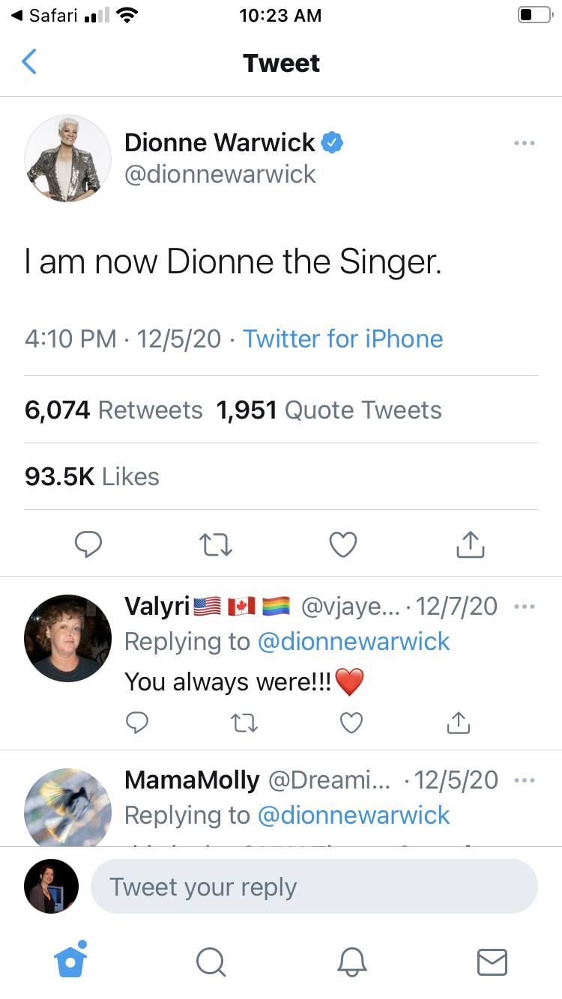 Safari 10:23 AM
Tweet
Dionne Warwick
@dionnewarwick
I am now Dionne the Singer.
4:10 PM · 12/5/20 · Twitter for iPhone
6,074 Retweets 1,951 Quote Tweets
93.5K Likes
Valyri🇺🇸 🇨🇦 🏳️‍🌈 @vjaye... · 12/7/20
Replying to @dionnewarwick
You always were!!!❤️
MamaMolly @Dreami... · 12/5/20
Replying to @dionnewarwick
Tweet your reply